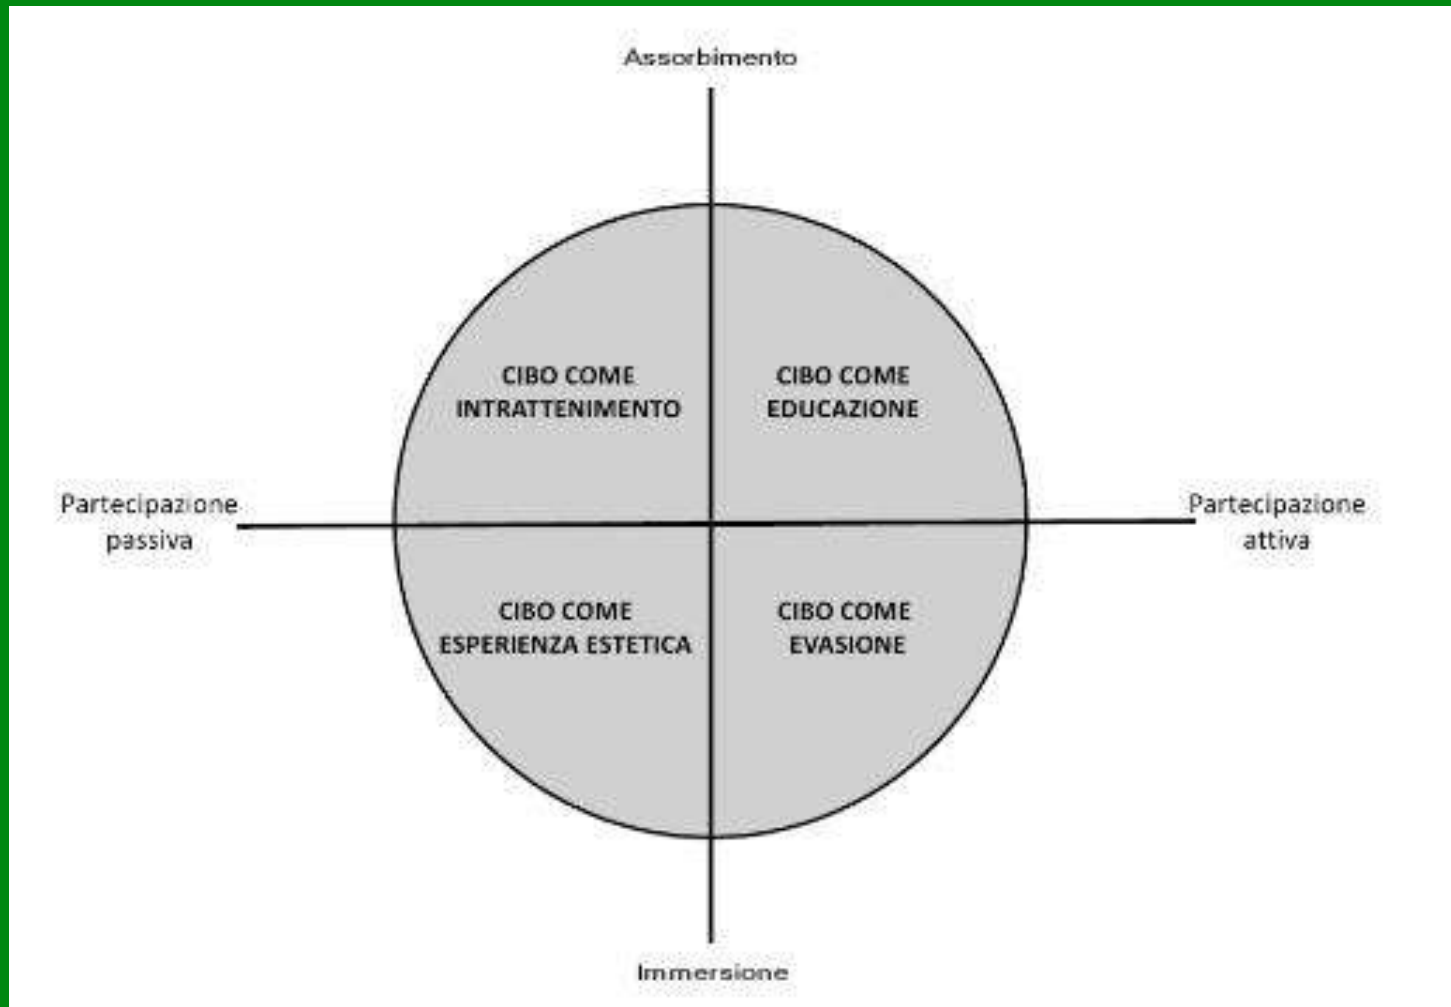 Assorbimento
CIBO COME
INTRATTENIMENTO
CIBO COME
EDUCAZIONE
Partecipazione
passiva
Partecipazione
attiva
CIBO COME
ESPERIENZA ESTETICA
CIBO COME
EVASIONE
Immersione